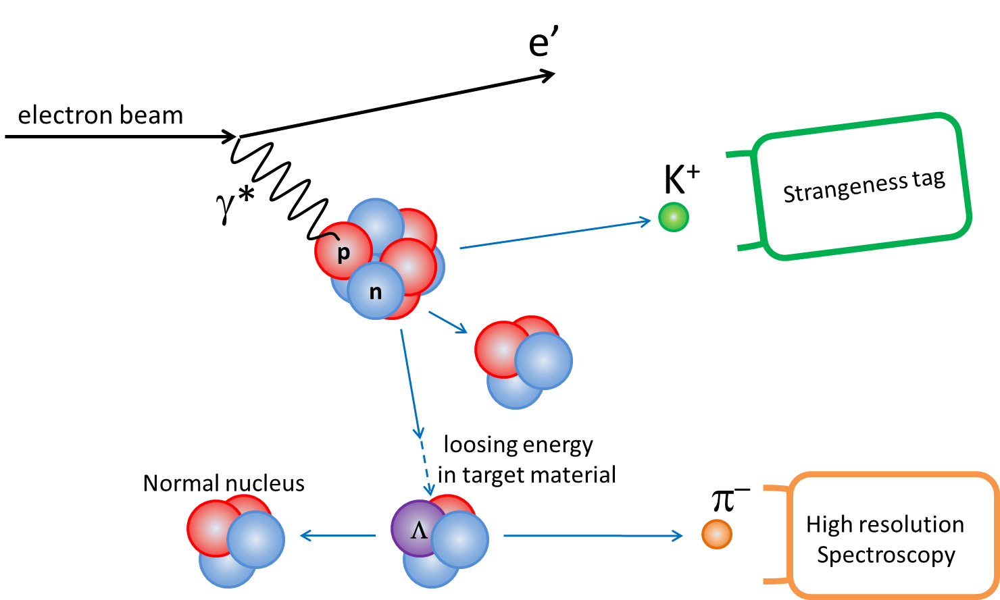 e’
electron beam
γ*
K⁺
Strangeness tag
p
n
loosing energy
in target material
Normal nucleus
Λ
π⁻
High resolution
Spectroscopy